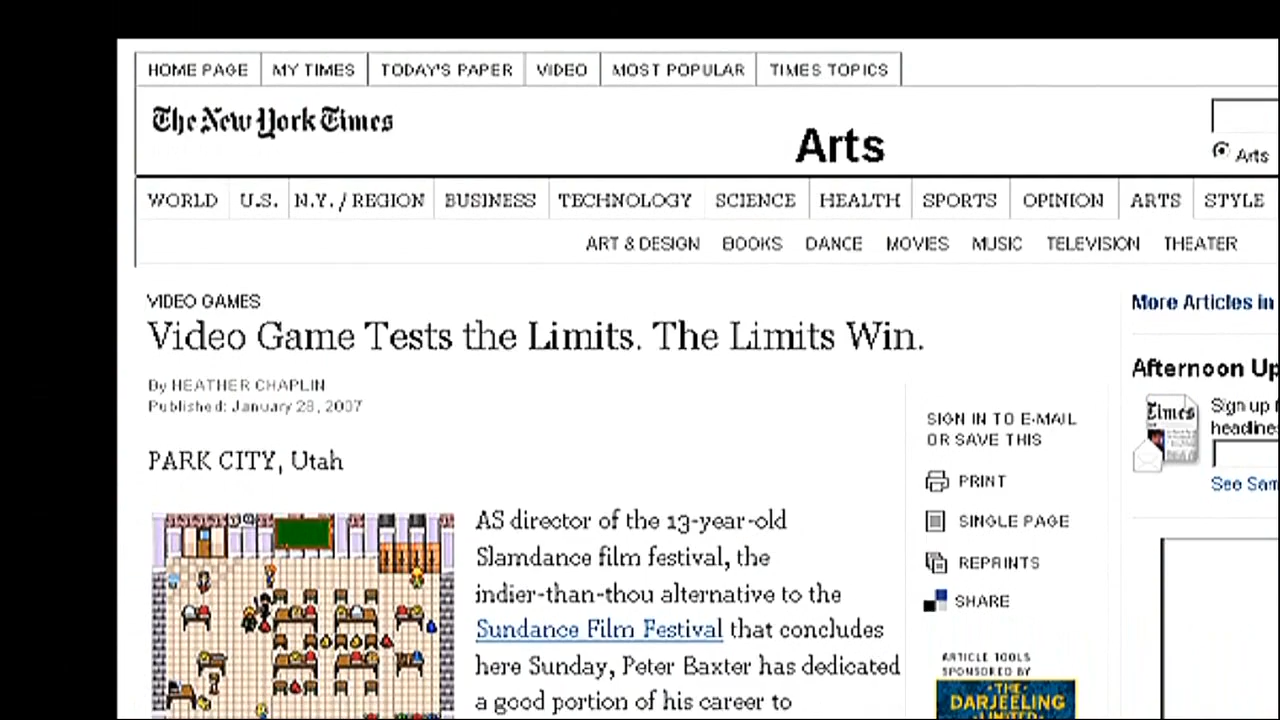 HOME PAGE MY TIMES TODAY'S PAPER VIDEO MOST POPULAR TIMES TOPICS
The New York Times
Arts
Arts
WORLD U.S. N.Y. / REGION BUSINESS TECHNOLOGY SCIENCE HEALTH SPORTS OPINION ARTS STYLE
ART & DESIGN BOOKS DANCE MOVIES MUSIC TELEVISION THEATER
VIDEO GAMES
Video Game Tests the Limits. The Limits Win.
By HEATHER CHAPLIN
Published: January 28, 2007
PARK CITY, Utah
AS director of the 13-year-old
Slamdance film festival, the
indier-than-thou alternative to the
Sundance Film Festival that concludes
here Sunday, Peter Baxter has dedicated
a good portion of his career to
SIGN IN TO E-MAIL
OR SAVE THIS
PRINT
SINGLE PAGE
REPRINTS
SHARE
ARTICLE TOOLS
SPONSORED BY
THE
DARJEELING
LIMITED
More Articles in
Afternoon Up
Times
Sign up
headline
See Sam